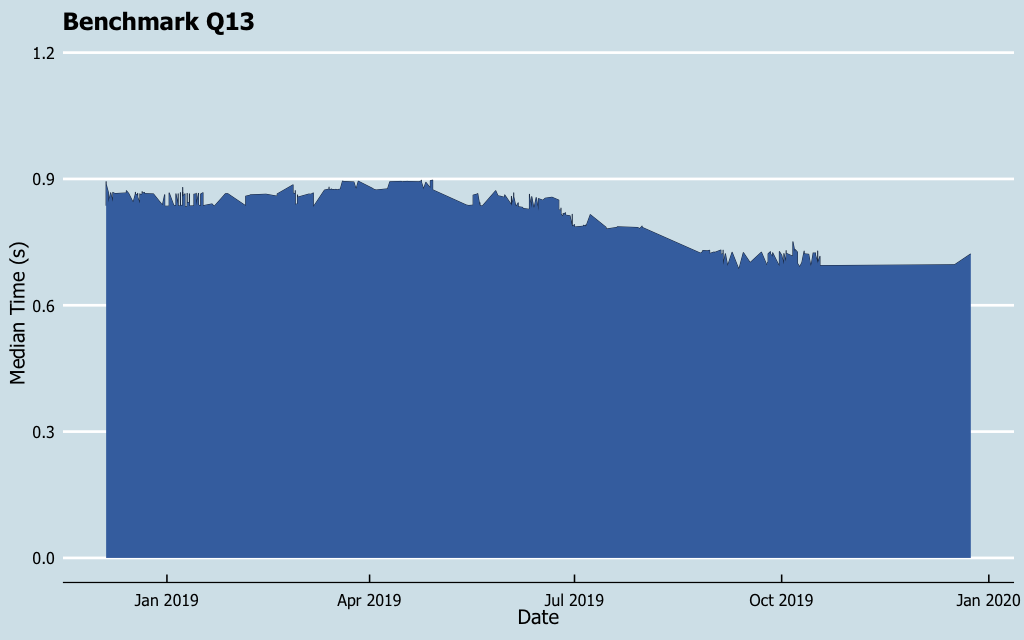 Benchmark Q13
1.2
0.9
0.6
0.3
0.0
Median Time (s)
Jan 2019
Apr 2019
Jul 2019
Oct 2019
Jan 2020
Date